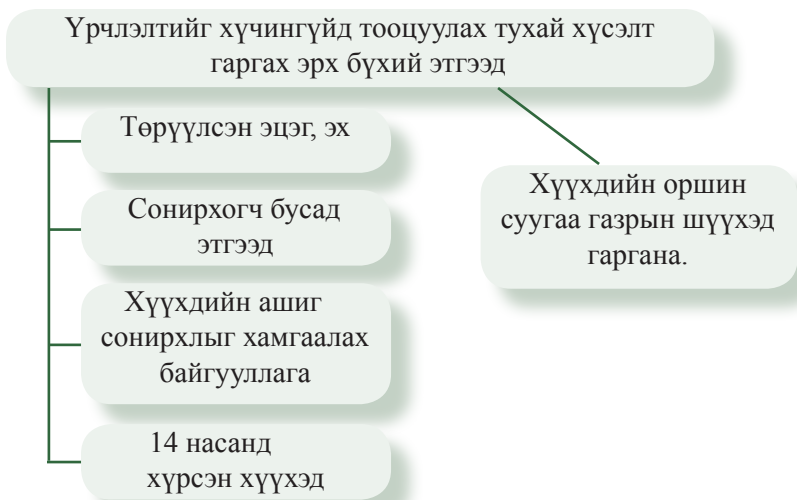 Үрчлэлтийг хүчингүйд тооцуулах тухай хүсэлт
гаргах эрх бүхий этгээд
Төрүүлсэн эцэг, эх
Сонирхогч бусад
этгээд
Хүүхдийн ашиг
сонирхлыг хамгаалах
байгууллага
14 насанд
хүрсэн хүүхэд
Хүүхдийн оршин
суугаа газрын шүүхэд
гаргана.